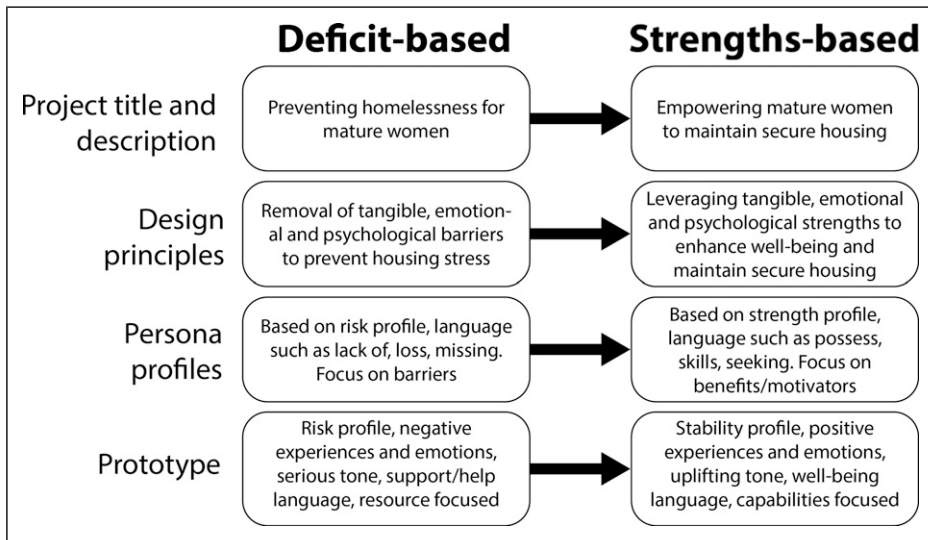 Deficit-based
Strengths-based
Project title and
description
Preventing homelessness for
mature women
Empowering mature women
to maintain secure housing
Design
principles
Removal of tangible, emotion-
al and psychological barriers
to prevent housing stress
Leveraging tangible, emotional
and psychological strengths to
enhance well-being and
maintain secure housing
Persona
profiles
Based on risk profile, language
such as lack of, loss, missing.
Focus on barriers
Based on strength profile,
language such as possess,
skills, seeking. Focus on
benefits/motivators
Prototype
Risk profile, negative
experiences and emotions,
serious tone, support/help
language, resource focused
Stability profile, positive
experiences and emotions,
uplifting tone, well-being
language, capabilities focused